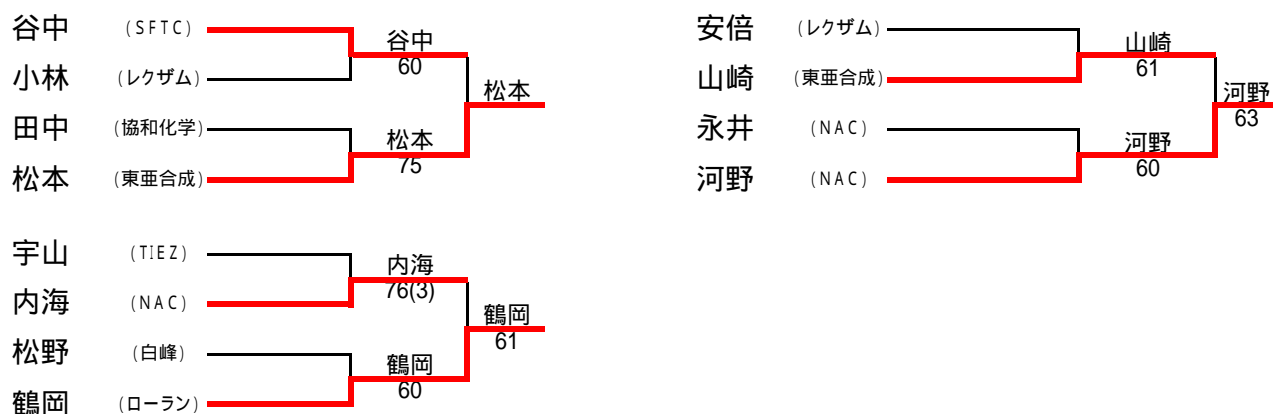 谷中 (SFTC)
谷中
60
小林 (レクザム)
松本
田中 (協和化学)
松本
75
松本 (東亜合成)
安倍 (レクザム)
山崎
61
山崎 (東亜合成)
河野
63
永井 (NAC)
河野
60
河野 (NAC)
宇山 (TIEZ)
内海
76(3)
内海 (NAC)
鶴岡
61
松野 (白峰)
鶴岡
60
鶴岡 (ローラン)